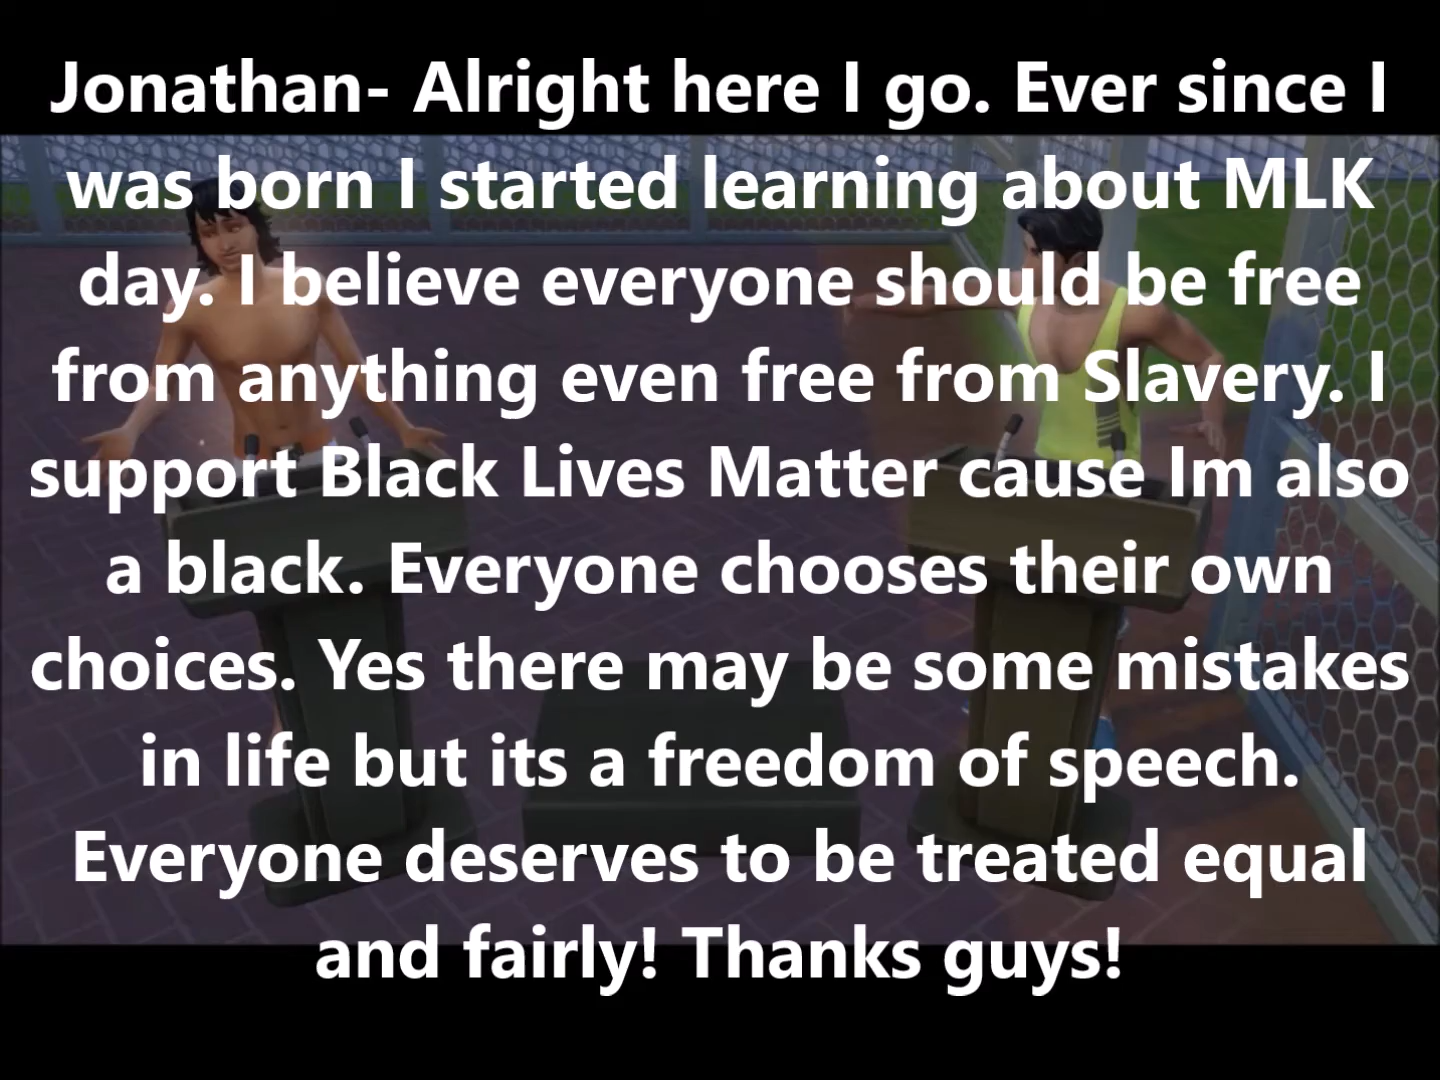 Jonathan- Alright here I go. Ever since I
was born I started learning about MLK
day. I believe everyone should be free
from anything even free from Slavery. I
support Black Lives Matter cause Im also
a black. Everyone chooses their own
choices. Yes there may be some mistakes
in life but its a freedom of speech.
Everyone deserves to be treated equal
and fairly! Thanks guys!